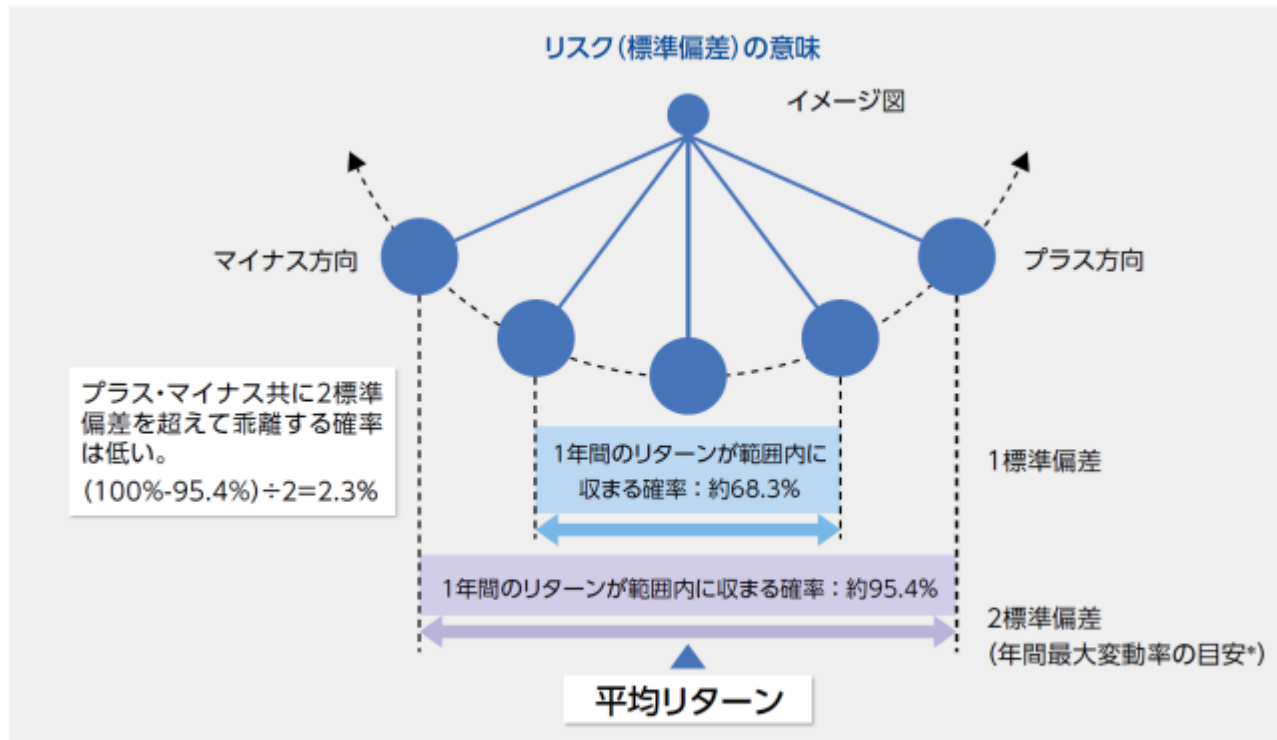 リスク(標準偏差)の意味
イメージ図
マイナス方向
プラス方向
プラス・マイナス共に2標準
偏差を超えて乖離する確率
は低い。
(100%-95.4%)÷2=2.3%
1年間のリターンが範囲内に
収まる確率:約68.3%
1標準偏差
1年間のリターンが範囲内に収まる確率:約95.4%
2標準偏差
(年間最大変動率の目安*)
平均リターン